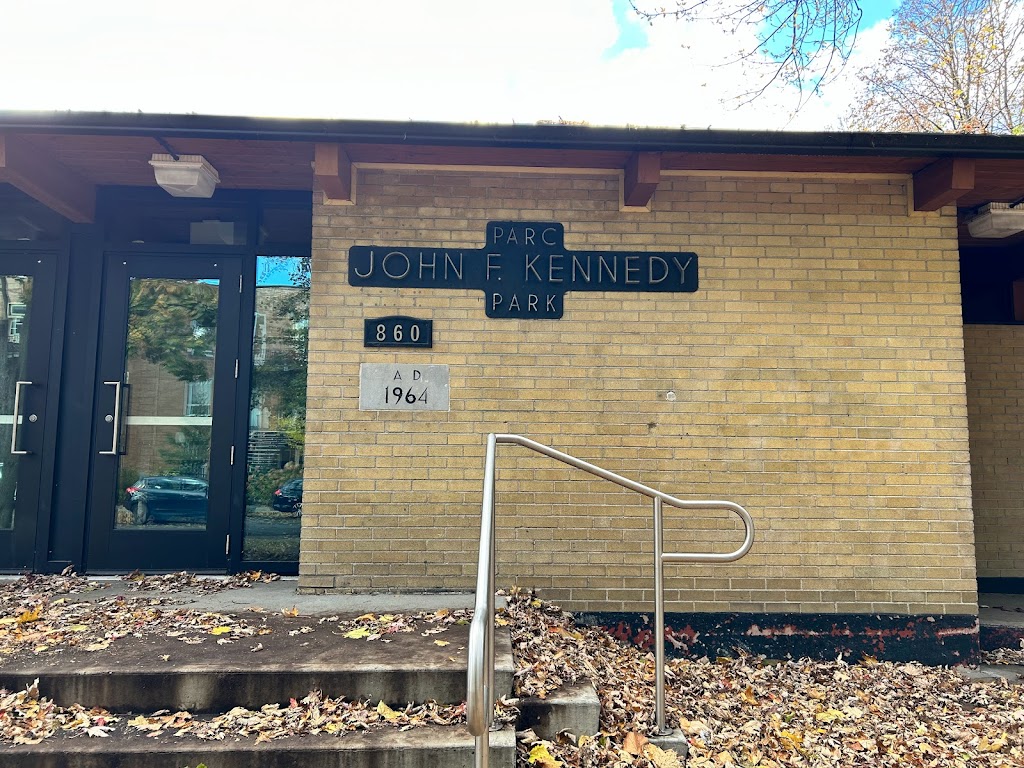 PARC
JOHN F. KENNEDY
PARK
860
A D
1964